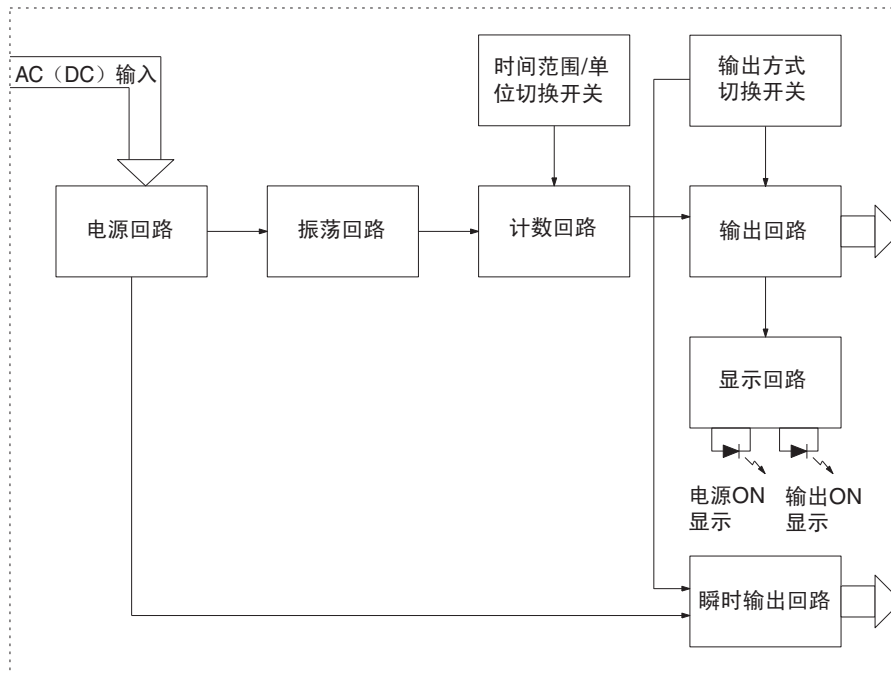 AC（DC）输入
时间范围/单
位切换开关
输出方式
切换开关
电源回路
振荡回路
计数回路
输出回路
显示回路
电源ON
显示
输出ON
显示
瞬时输出回路